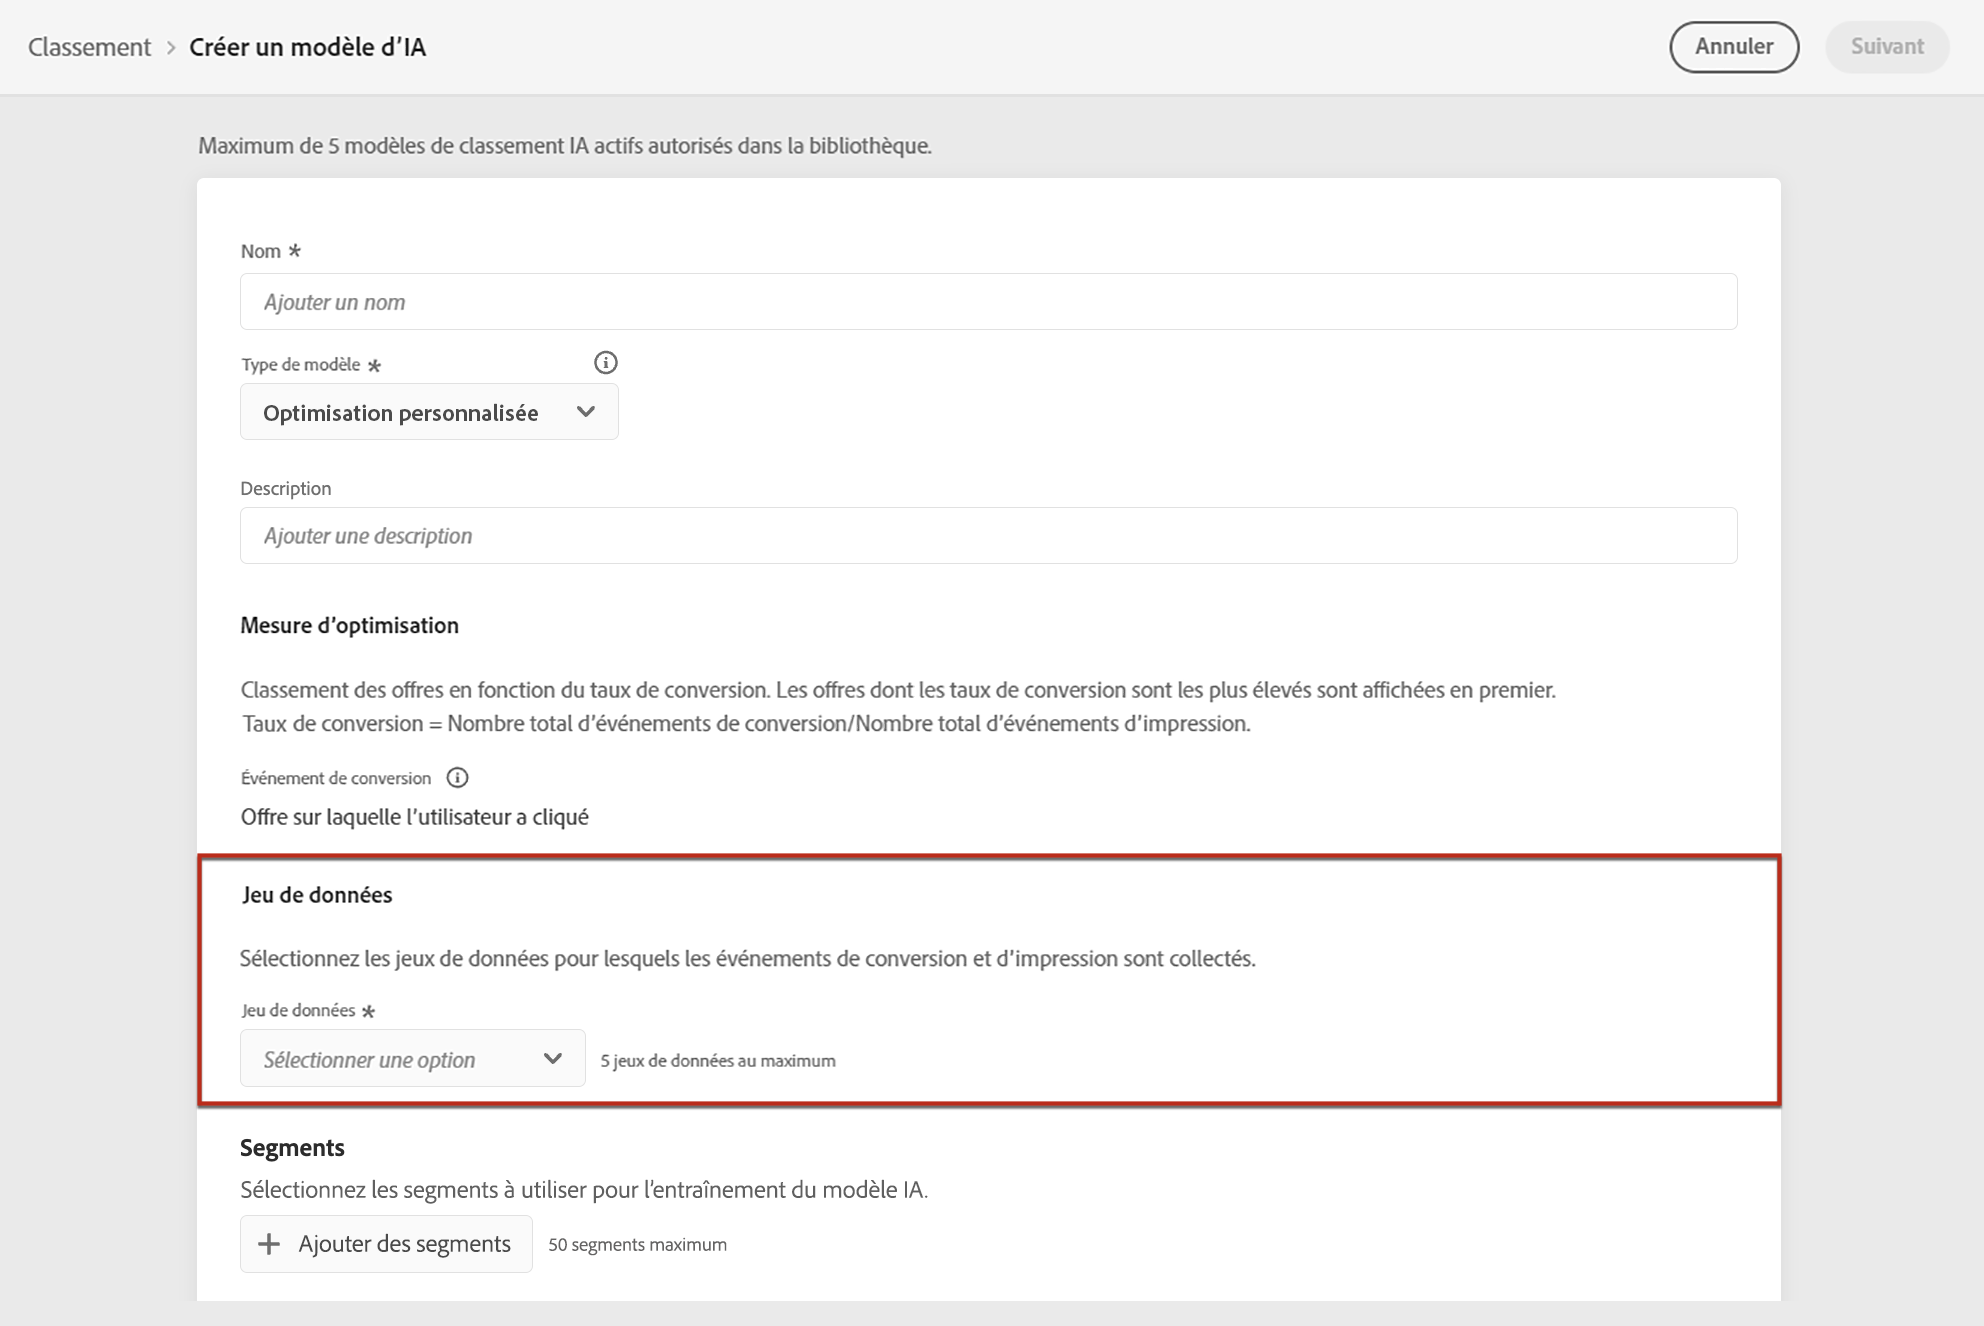 Classement > Créer un modèle d’IA
Annuler
Suivant
Maximum de 5 modèles de classement IA actifs autorisés dans la bibliothèque.
Nom *
Ajouter un nom
Type de modèle *
Optimisation personnalisée
Description
Ajouter une description
Mesure d’optimisation
Classement des offres en fonction du taux de conversion. Les offres dont les taux de conversion sont les plus élevés sont affichées en premier.
Taux de conversion = Nombre total d’événements de conversion/Nombre total d’événements d’impression.
Événement de conversion
Offre sur laquelle l’utilisateur a cliqué
Jeu de données
Sélectionnez les jeux de données pour lesquels les événements de conversion et d’impression sont collectés.
Jeu de données *
Sélectionner une option
5 jeux de données au maximum
Segments
Sélectionnez les segments à utiliser pour l’entraînement du modèle IA.
+ Ajouter des segments
50 segments maximum